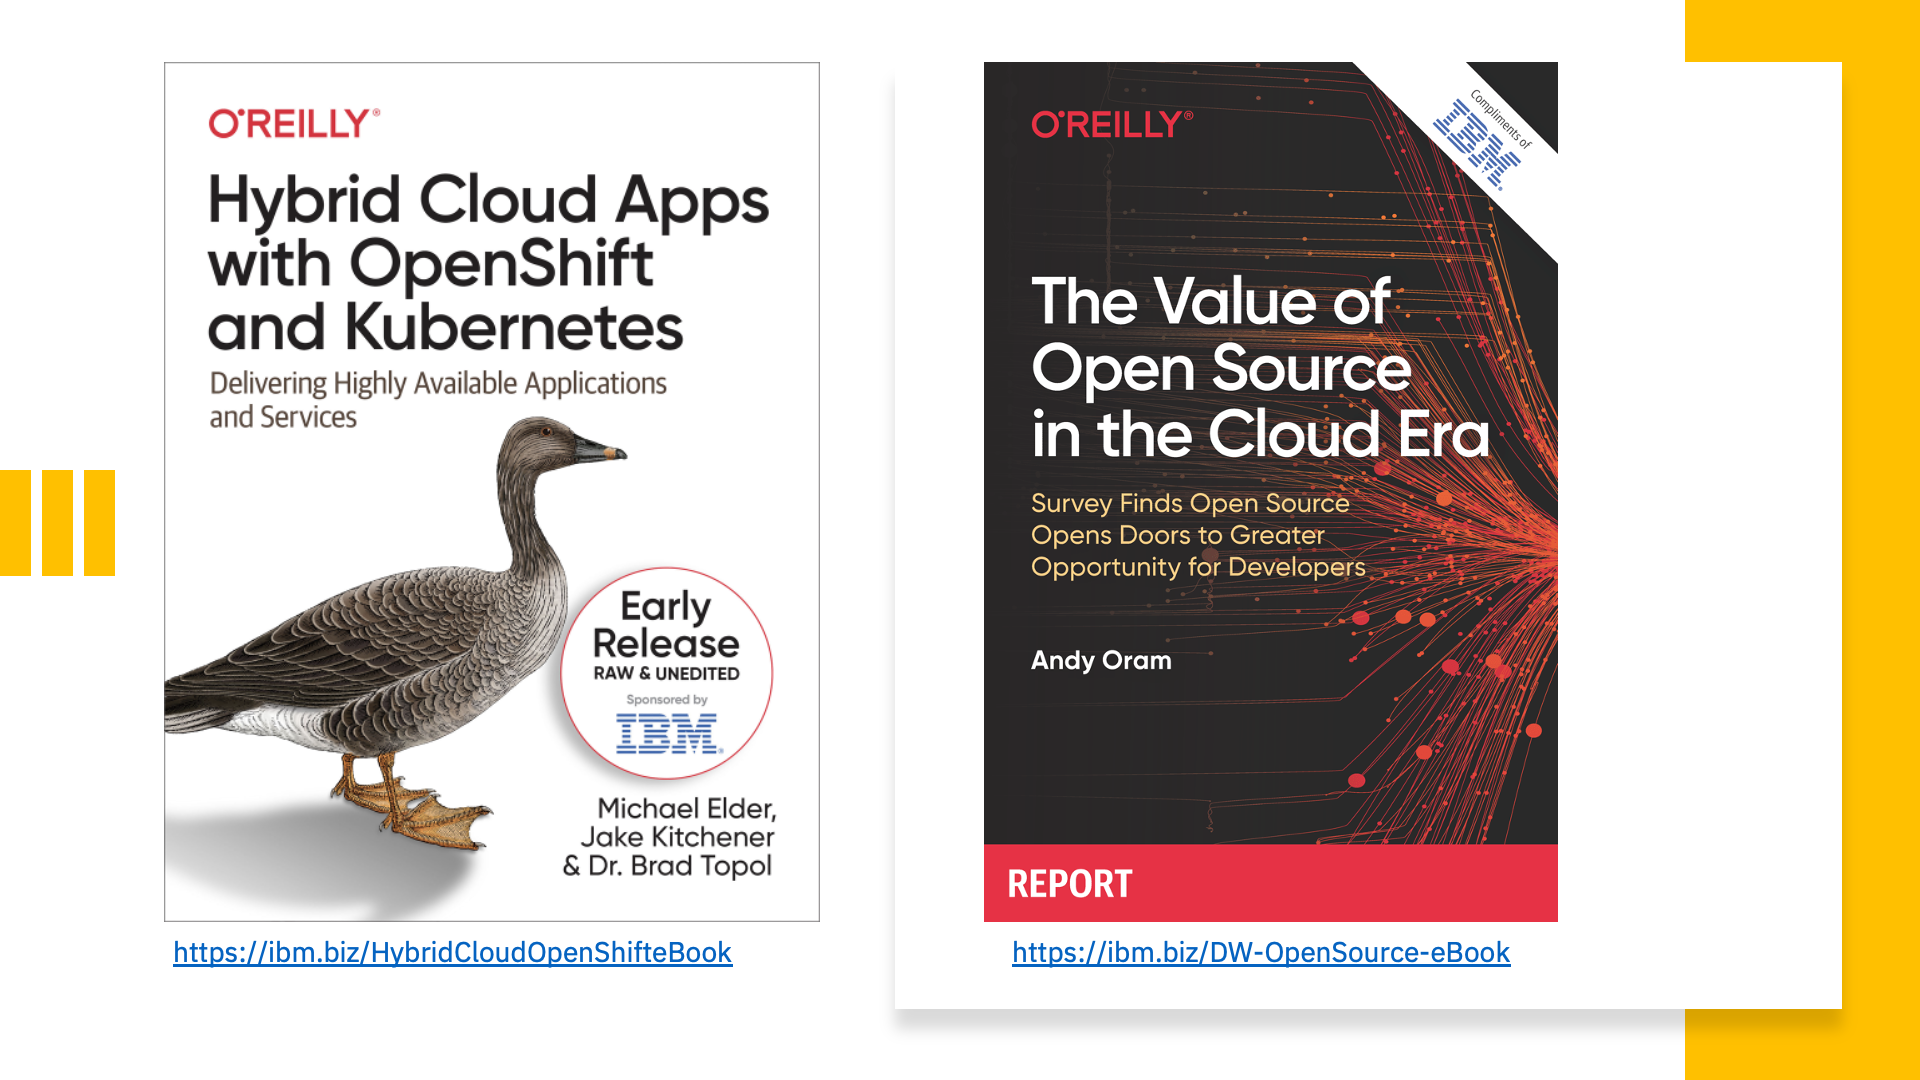 O'REILLY®
Hybrid Cloud Apps
with OpenShift
and Kubernetes
Delivering Highly Available Applications
and Services
Early
Release
RAW & UNEDITED
Sponsored by
IBM®
Michael Elder,
Jake Kitchener
& Dr. Brad Topol
https://ibm.biz/HybridCloudOpenShifteBook
Compliments of
IBM®
O'REILLY®
The Value of
Open Source
in the Cloud Era
Survey Finds Open Source
Opens Doors to Greater
Opportunity for Developers
Andy Oram
REPORT
https://ibm.biz/DW-OpenSource-eBook